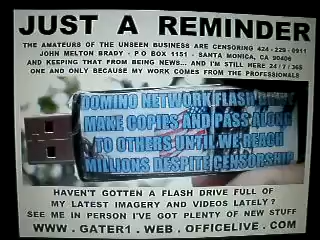 JUST A REMINDER
THE AMATEURS OF THE UNSEEN BUSINESS ARE CENSORING 424-229-0911
JOHN MELTON BRADY - P O BOX 1151 - SANTA MONICA, CA 90406
AND KEEPING THAT FROM BEING NEWS... AND I'M STILL HERE 24/7/365
ONE AND ONLY BECAUSE MY WORK COMES FROM THE PROFESSIONALS
DOMINO NETWORK FLASH
MAKE COPIES AND PASS ALONG
TO OTHERS UNTIL WE REACH
MILLIONS DESPITE CENSORSHIP
HAVEN'T GOTTEN A FLASH DRIVE FULL OF
MY LATEST IMAGERY AND VIDEOS LATELY ?
SEE ME IN PERSON I'VE GOT PLENTY OF NEW STUFF
WWW . GATER1 . WEB . OFFICELIVE . COM